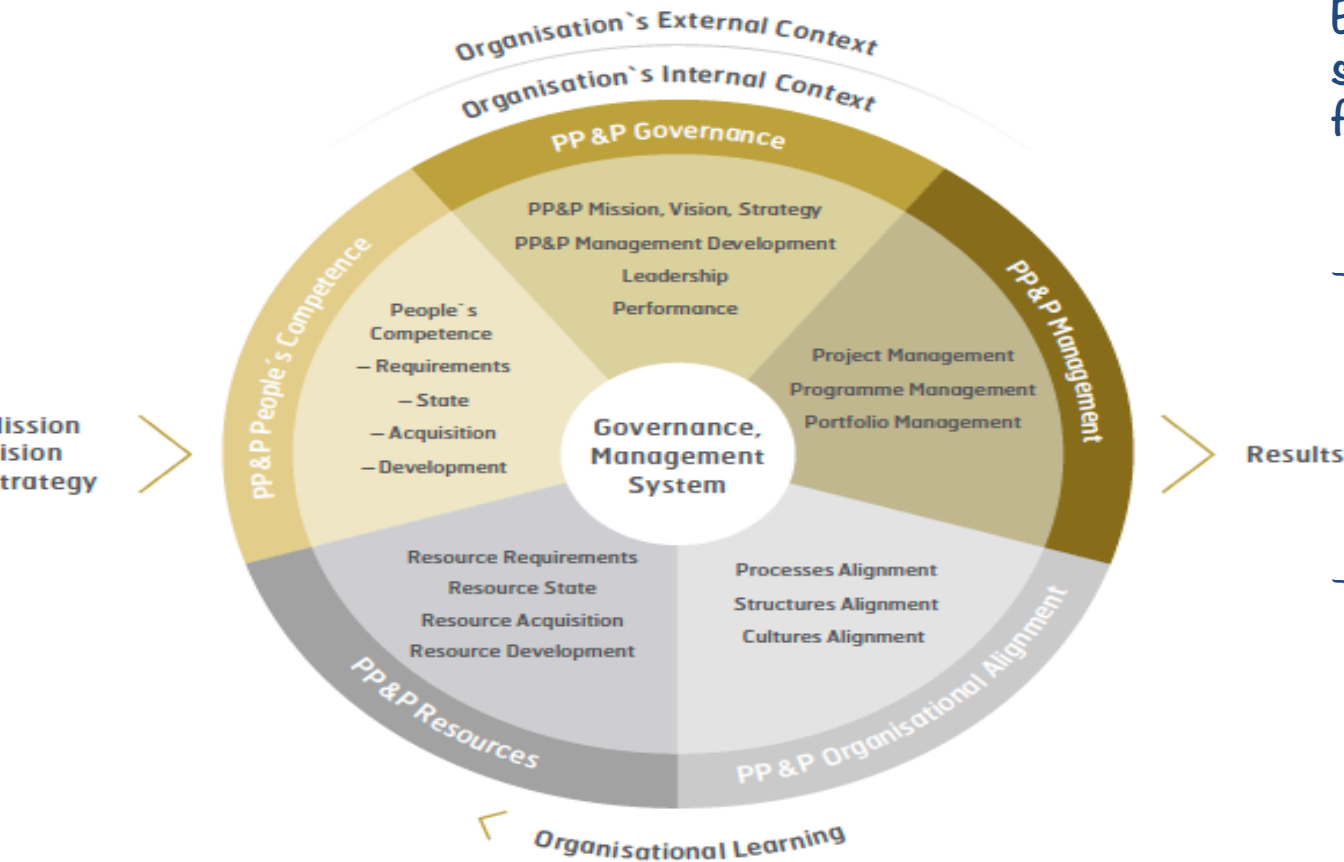 Organisation`s External Context
Organisation`s Internal Context
PP & P Governance
PP&P Mission, Vision, Strategy
PP&P Management Development
Leadership
Performance
PP&P Management
Project Management
Programme Management
Portfolio Management
PP&P People´s Competence
People´s
Competence
– Requirements
– State
– Acquisition
– Development
Governance,
Management
System
ission
ision
trategy
Results
Resource Requirements
Resource State
Resource Acquisition
Resource Development
PP&P Resources
Processes Alignment
Structures Alignment
Cultures Alignment
PP & P Organisational Alignment
Organisational Learning